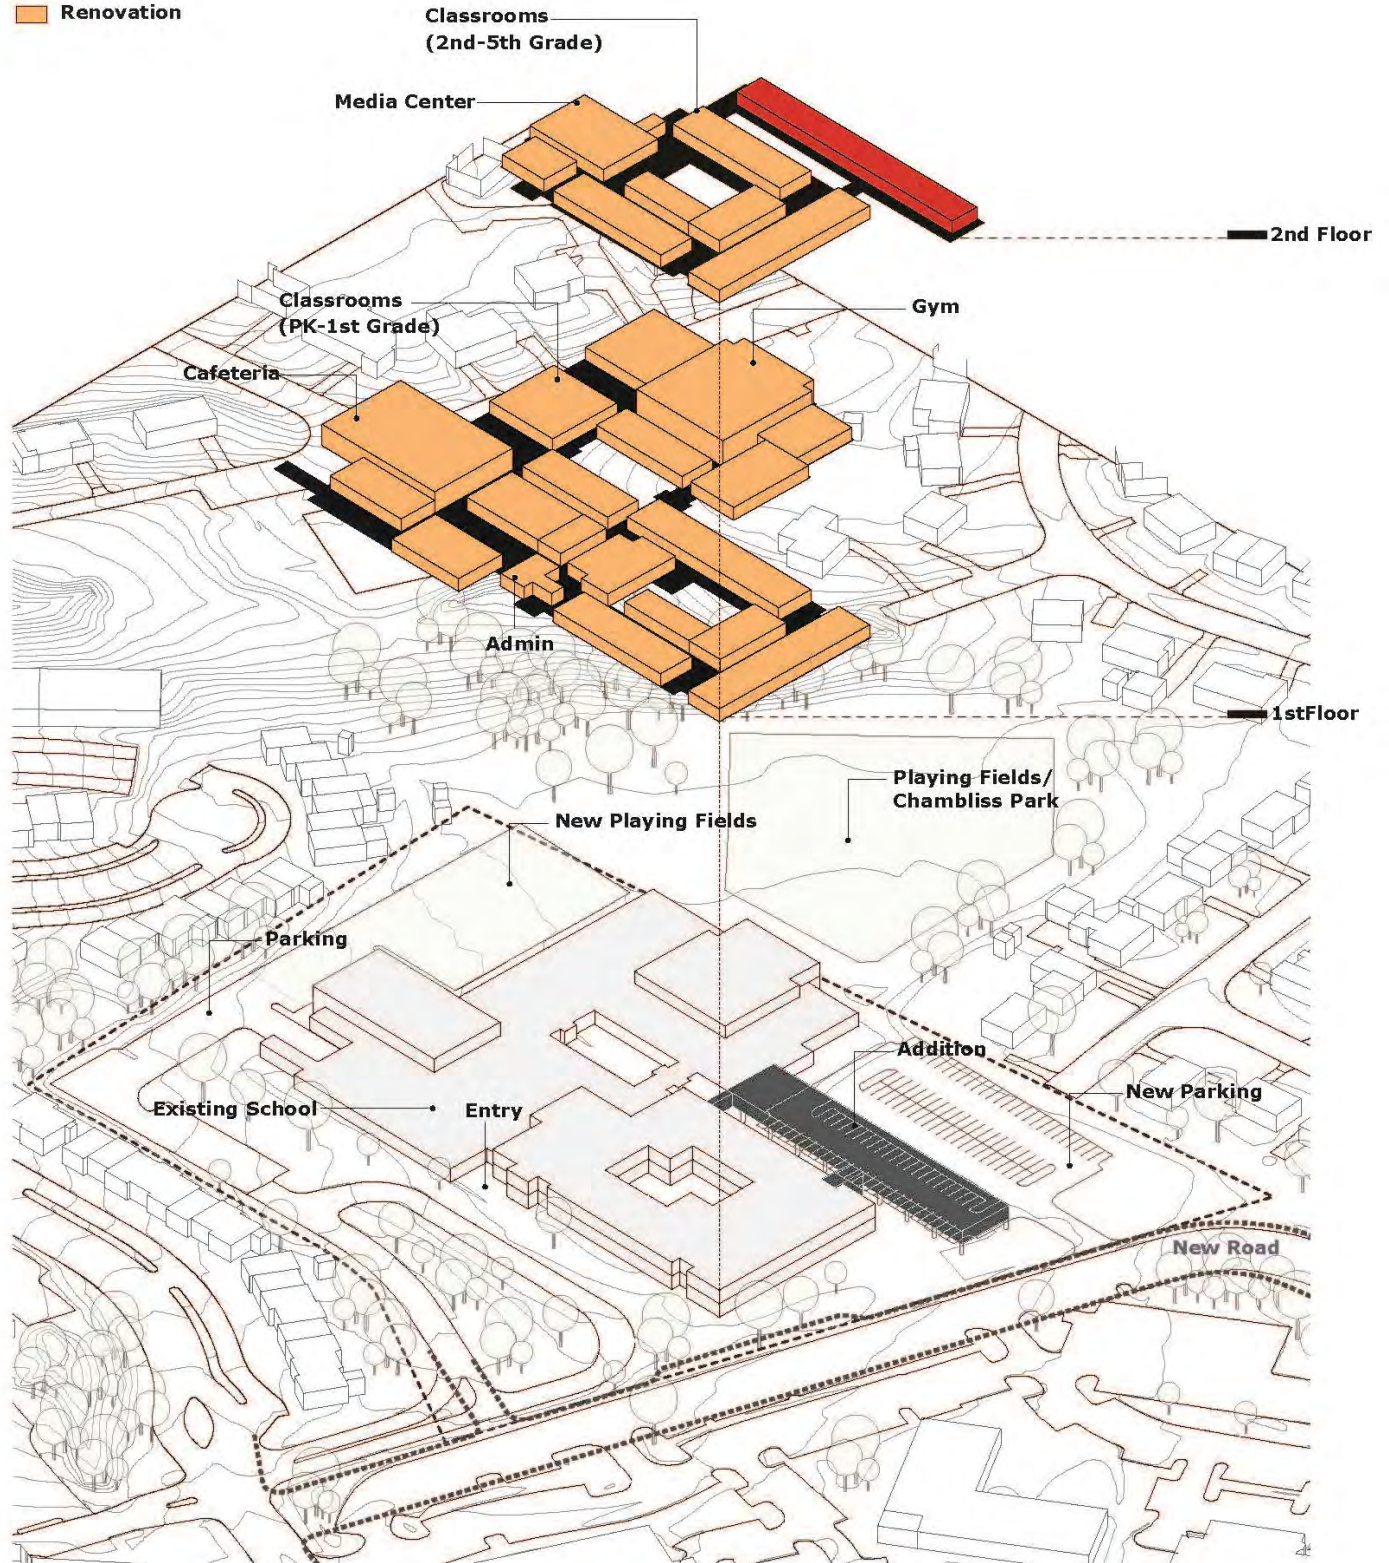 Renovation
Classrooms
(2nd-5th Grade)
Media Center
2nd Floor
Classrooms
(PK-1st Grade)
Gym
Cafeteria
Admin
1stFloor
Playing Fields/
Chambliss Park
New Playing Fields
Parking
Addition
New Parking
Existing School
Entry
New Road